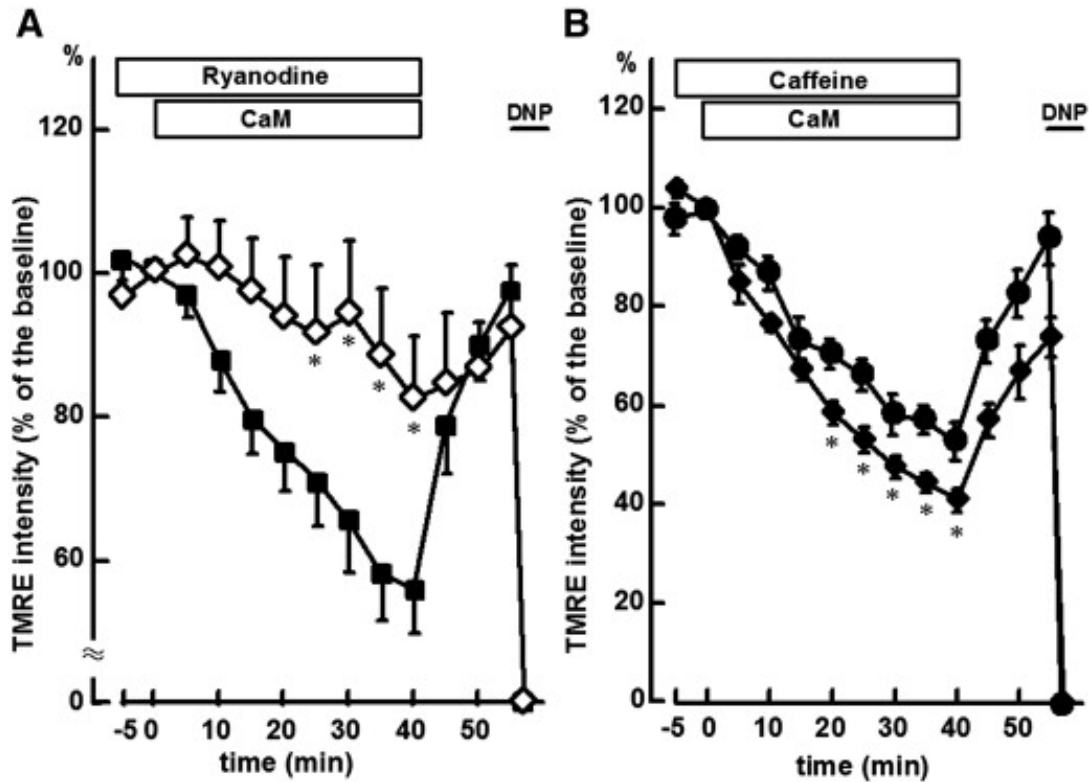 A
%
Ryanodine
CaM
DNP
120
100
80
60
0
TMRE intensity (% of the baseline)
* * * *
-5 0 10 20 30 40 50
time (min)
B
%
Caffeine
CaM
DNP
120
100
80
60
40
20
0
TMRE intensity (% of the baseline)
* * * * *
-5 0 10 20 30 40 50
time (min)